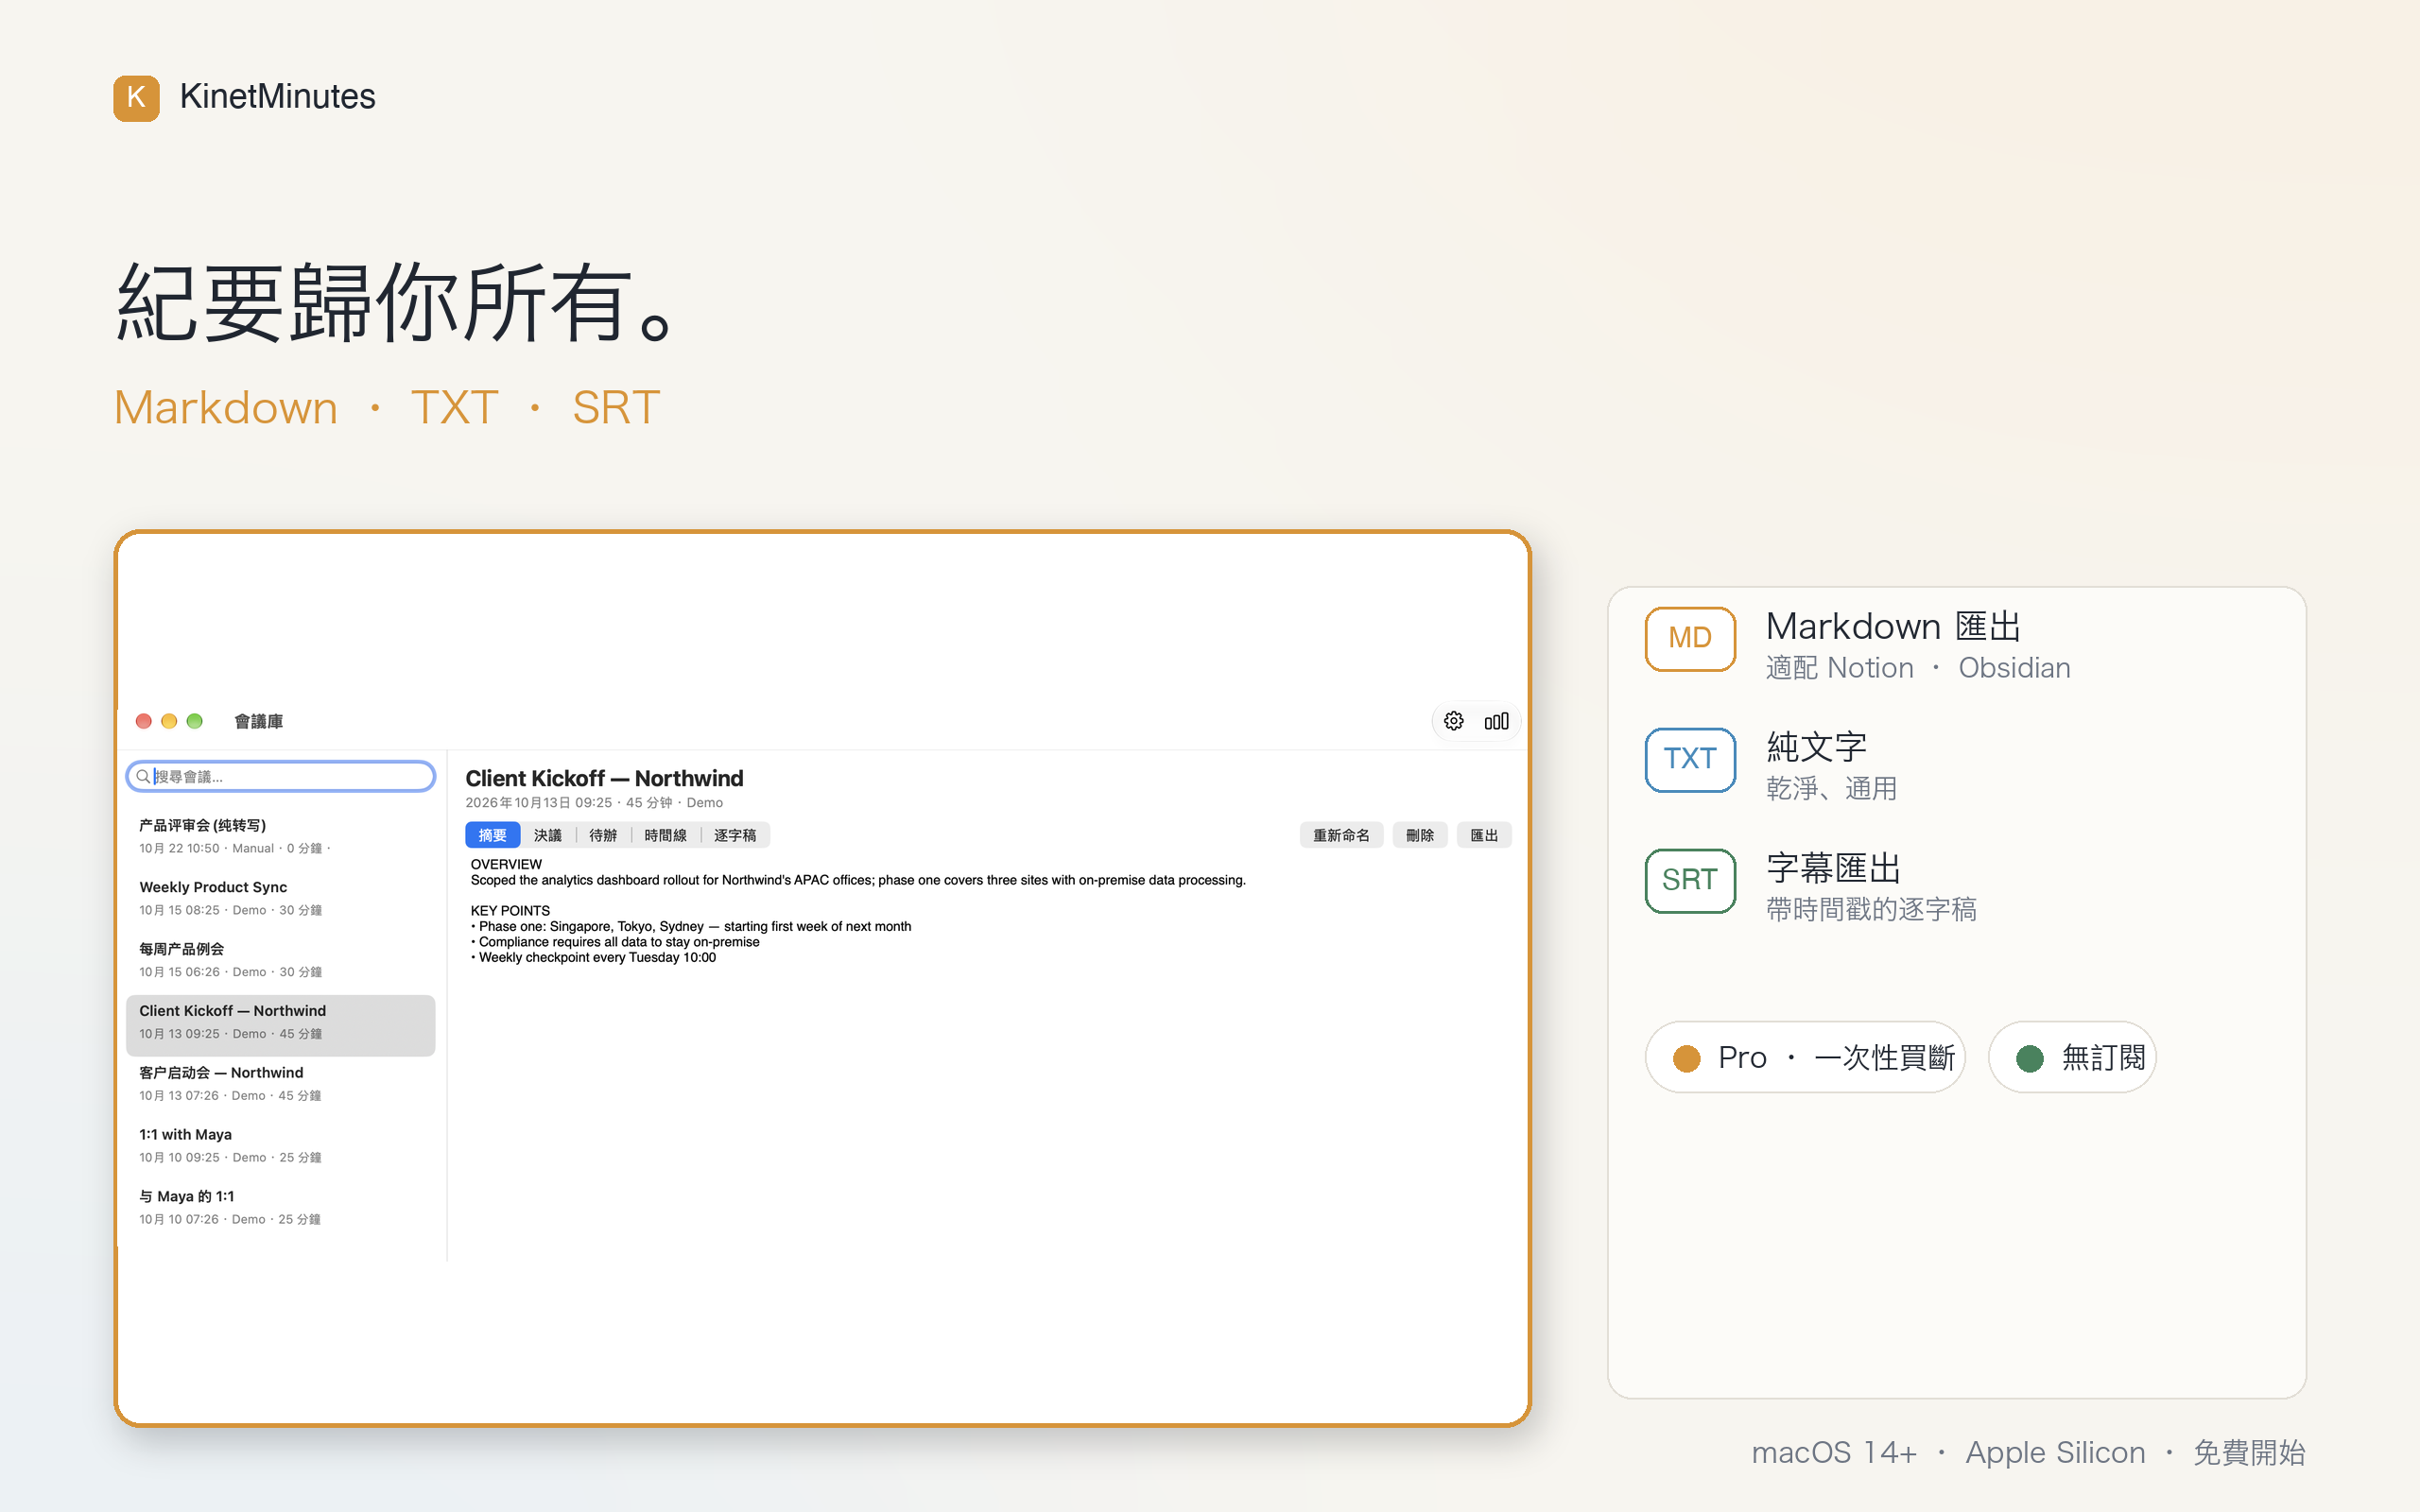 K KinetMinutes
紀要歸你所有。
Markdown · TXT · SRT
會議庫
搜尋會議...
产品评审会 (纯转写)
10月 22 10:50 · Manual · 0 分鐘 ·
Weekly Product Sync
10月 15 08:25 · Demo · 30 分鐘
每周产品例会
10月 15 06:26 · Demo · 30 分鐘
Client Kickoff — Northwind
10月 13 09:25 · Demo · 45 分鐘
客户启动会 — Northwind
10月 13 07:26 · Demo · 45 分鐘
1:1 with Maya
10月 10 09:25 · Demo · 25 分鐘
与 Maya 的 1:1
10月 10 07:26 · Demo · 25 分鐘
Client Kickoff — Northwind
2026年10月13日 09:25 · 45 分钟 · Demo
摘要 決議 待辦 時間線 逐字稿 重新命名 刪除 匯出
OVERVIEW
Scoped the analytics dashboard rollout for Northwind's APAC offices; phase one covers three sites with on-premise data processing.
KEY POINTS
• Phase one: Singapore, Tokyo, Sydney — starting first week of next month
• Compliance requires all data to stay on-premise
• Weekly checkpoint every Tuesday 10:00
MD Markdown 匯出
適配 Notion · Obsidian
TXT 純文字
乾淨、通用
SRT 字幕匯出
帶時間戳的逐字稿
Pro · 一次性買斷 無訂閱
macOS 14+ · Apple Silicon · 免費開始